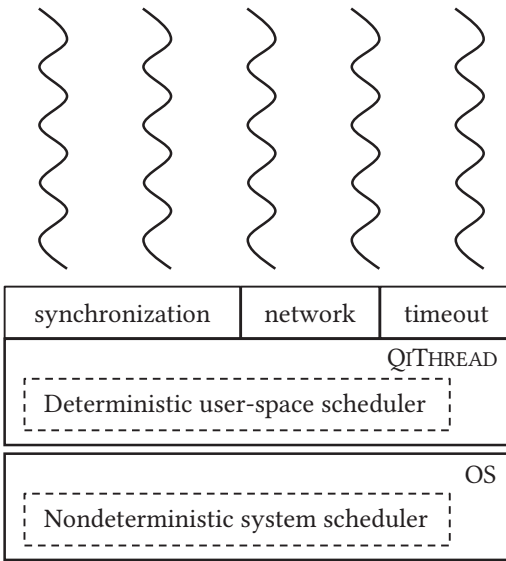 synchronization network timeout
QITHREAD
Deterministic user-space scheduler
OS
Nondeterministic system scheduler